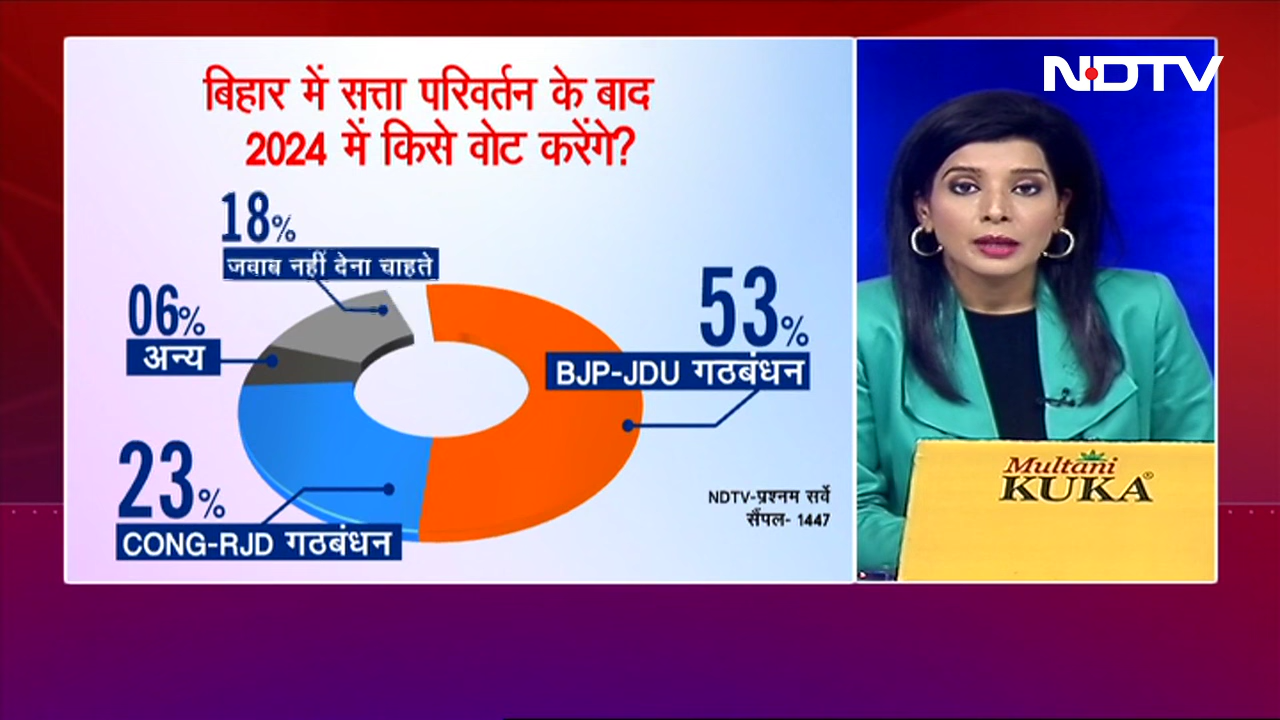 NDTV
बिहार में सत्ता परिवर्तन के बाद
2024 में किसे वोट करेंगे?
18%
जवाब नहीं देना चाहते
06%
अन्य
53%
BJP-JDU गठबंधन
23%
CONG-RJD गठबंधन
NDTV-प्रश्नम सर्वे
सैंपल- 1447
Multani
KUKA®